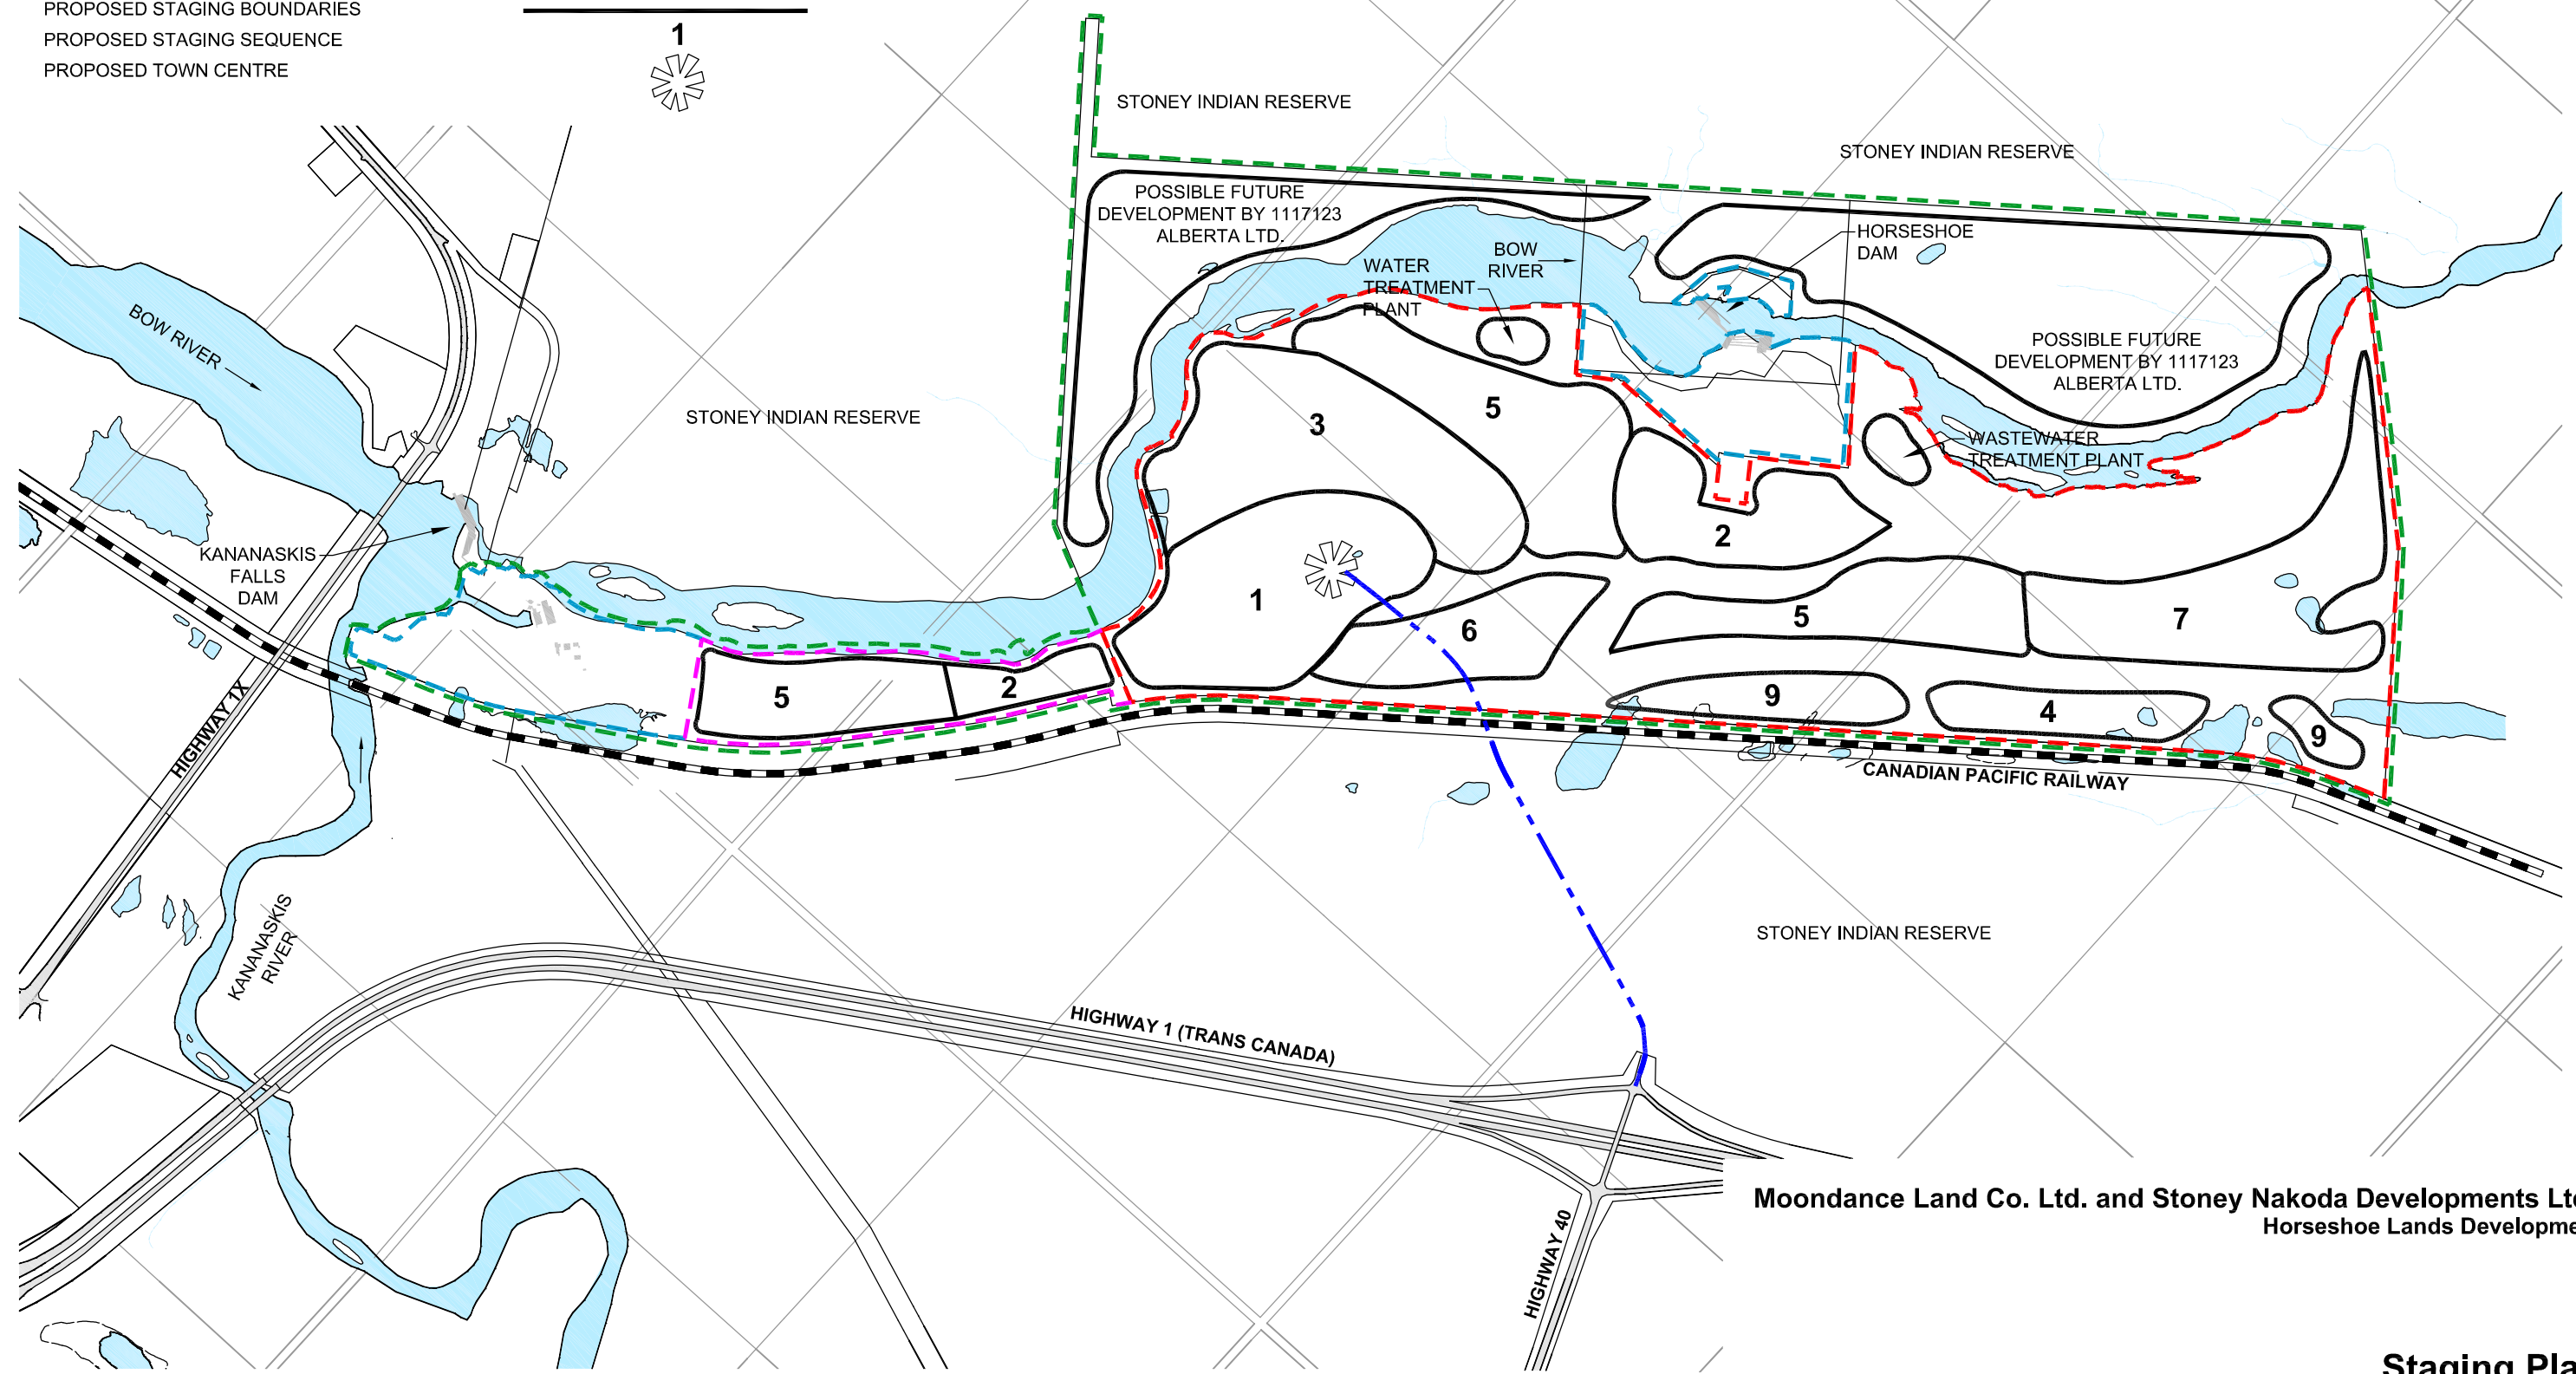 PROPOSED STAGING BOUNDARIES
PROPOSED STAGING SEQUENCE
1
PROPOSED TOWN CENTRE
STONEY INDIAN RESERVE
STONEY INDIAN RESERVE
POSSIBLE FUTURE
DEVELOPMENT BY 1117123
ALBERTA LTD.
HORSESHOE
DAM
BOW
RIVER
WATER
TREATMENT
PLANT
BOW RIVER
POSSIBLE FUTURE
DEVELOPMENT BY 1117123
ALBERTA LTD.
STONEY INDIAN RESERVE
3
5
WASTEWATER
TREATMENT PLANT
2
KANANASKIS
FALLS
DAM
1
6
5
7
5
2
9
4
9
HIGHWAY 1X
CANADIAN PACIFIC RAILWAY
KANANASKIS
RIVER
STONEY INDIAN RESERVE
HIGHWAY 1 (TRANS CANADA)
HIGHWAY 40
Moondance Land Co. Ltd. and Stoney Nakoda Developments Lt
Horseshoe Lands Developme
Staging Pla